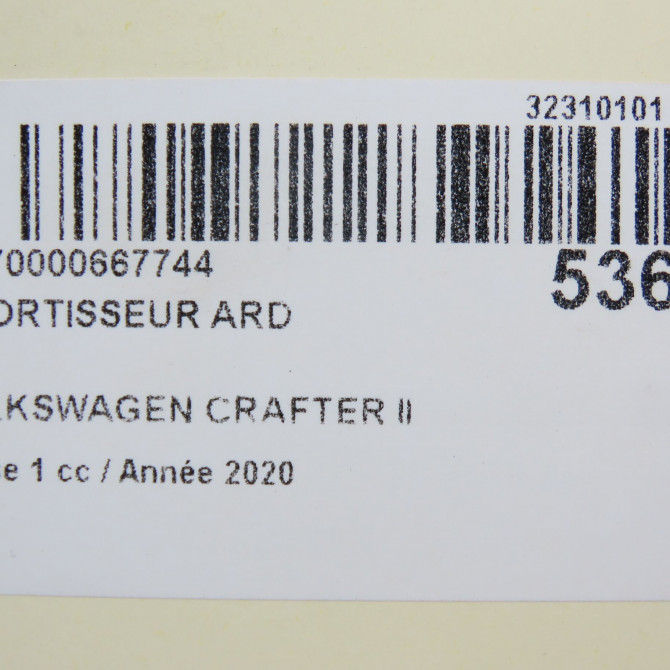 32310101
70000667744
536
ORTISSEUR ARD
KSWAGEN CRAFTER II
e 1 cc / Année 2020